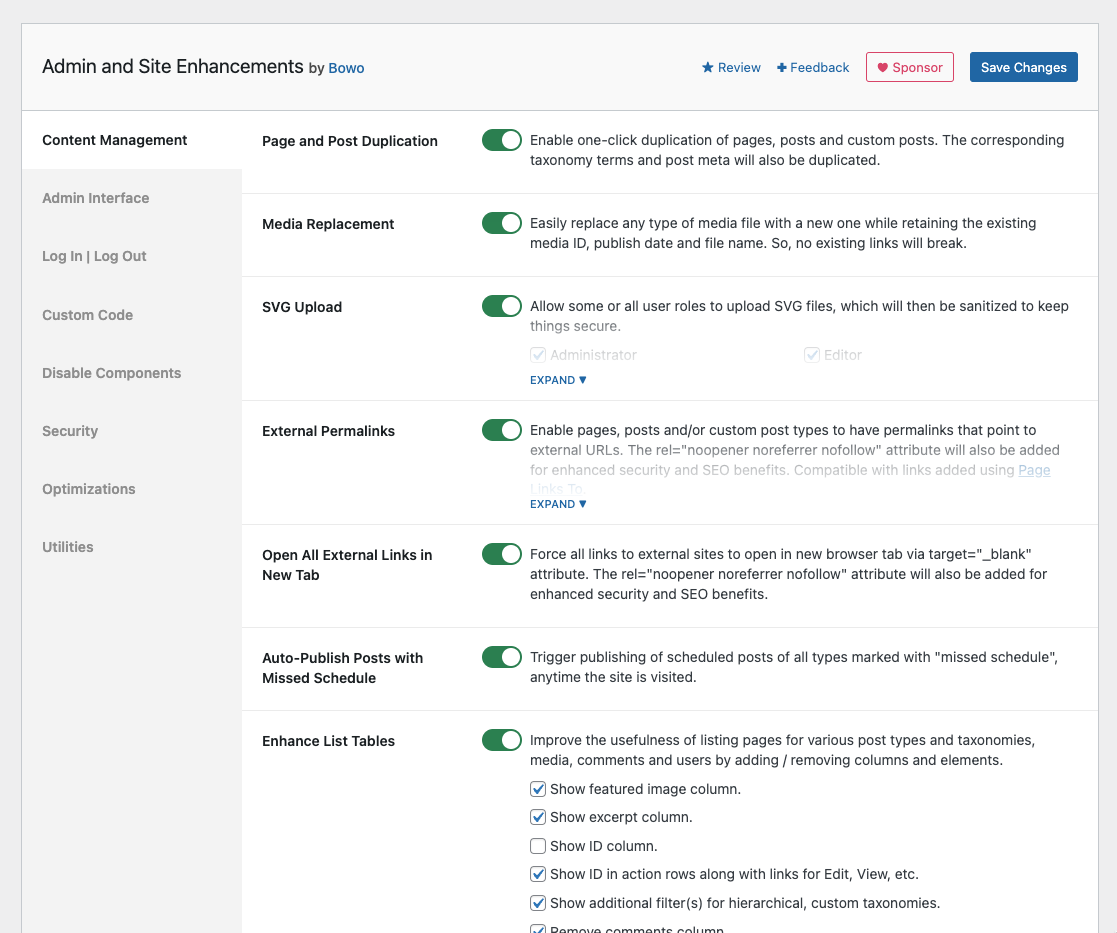 Admin and Site Enhancements by Bowo
Review
Feedback
Sponsor
Save Changes
Content Management
Admin Interface
Log In | Log Out
Custom Code
Disable Components
Security
Optimizations
Utilities
Page and Post Duplication
Enable one-click duplication of pages, posts and custom posts. The corresponding
taxonomy terms and post meta will also be duplicated.
Media Replacement
Easily replace any type of media file with a new one while retaining the existing
media ID, publish date and file name. So, no existing links will break.
SVG Upload
Allow some or all user roles to upload SVG files, which will then be sanitized to keep
things secure.
Administrator
Editor
EXPAND ▼
External Permalinks
Enable pages, posts and/or custom post types to have permalinks that point to
external URLs. The rel="noopener noreferrer nofollow" attribute will also be added
for enhanced security and SEO benefits. Compatible with links added using Page
Links To.
EXPAND ▼
Open All External Links in
New Tab
Force all links to external sites to open in new browser tab via target="_blank"
attribute. The rel="noopener noreferrer nofollow" attribute will also be added for
enhanced security and SEO benefits.
Auto-Publish Posts with
Missed Schedule
Trigger publishing of scheduled posts of all types marked with "missed schedule",
anytime the site is visited.
Enhance List Tables
Improve the usefulness of listing pages for various post types and taxonomies,
media, comments and users by adding / removing columns and elements.
Show featured image column.
Show excerpt column.
Show ID column.
Show ID in action rows along with links for Edit, View, etc.
Show additional filter(s) for hierarchical, custom taxonomies.
Remove comments column.